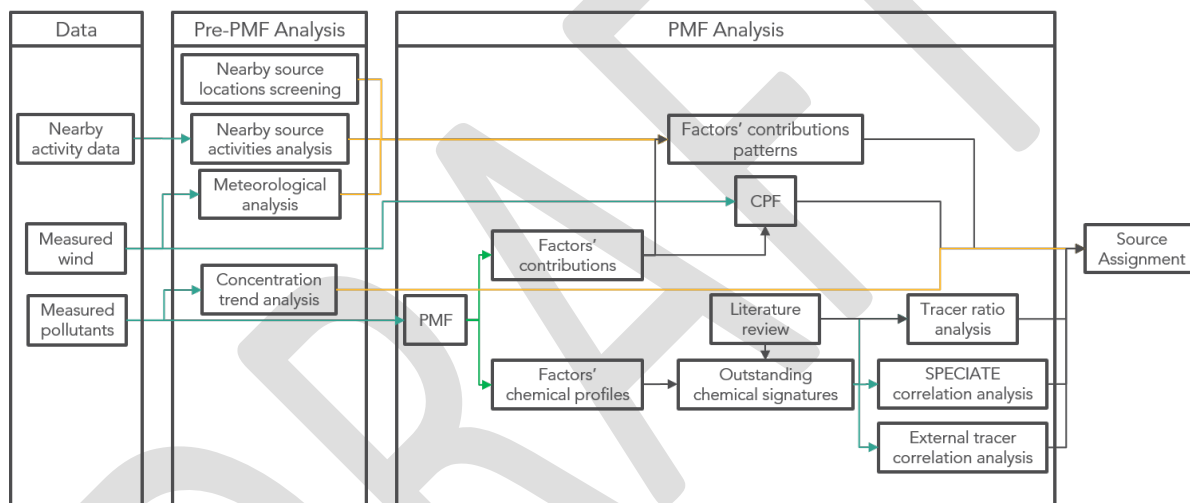 Data
Pre-PMF Analysis
PMF Analysis
Nearby source
locations screening
Nearby
activity data
Nearby source
activities analysis
Factors' contributions
patterns
Meteorological
analysis
CPF
Measured
wind
Factors'
contributions
Source
Assignment
Concentration
trend analysis
Measured
pollutants
PMF
Literature
review
Tracer ratio
analysis
Factors'
chemical profiles
Outstanding
chemical signatures
SPECIATE
correlation analysis
External tracer
correlation analysis
DRAFT